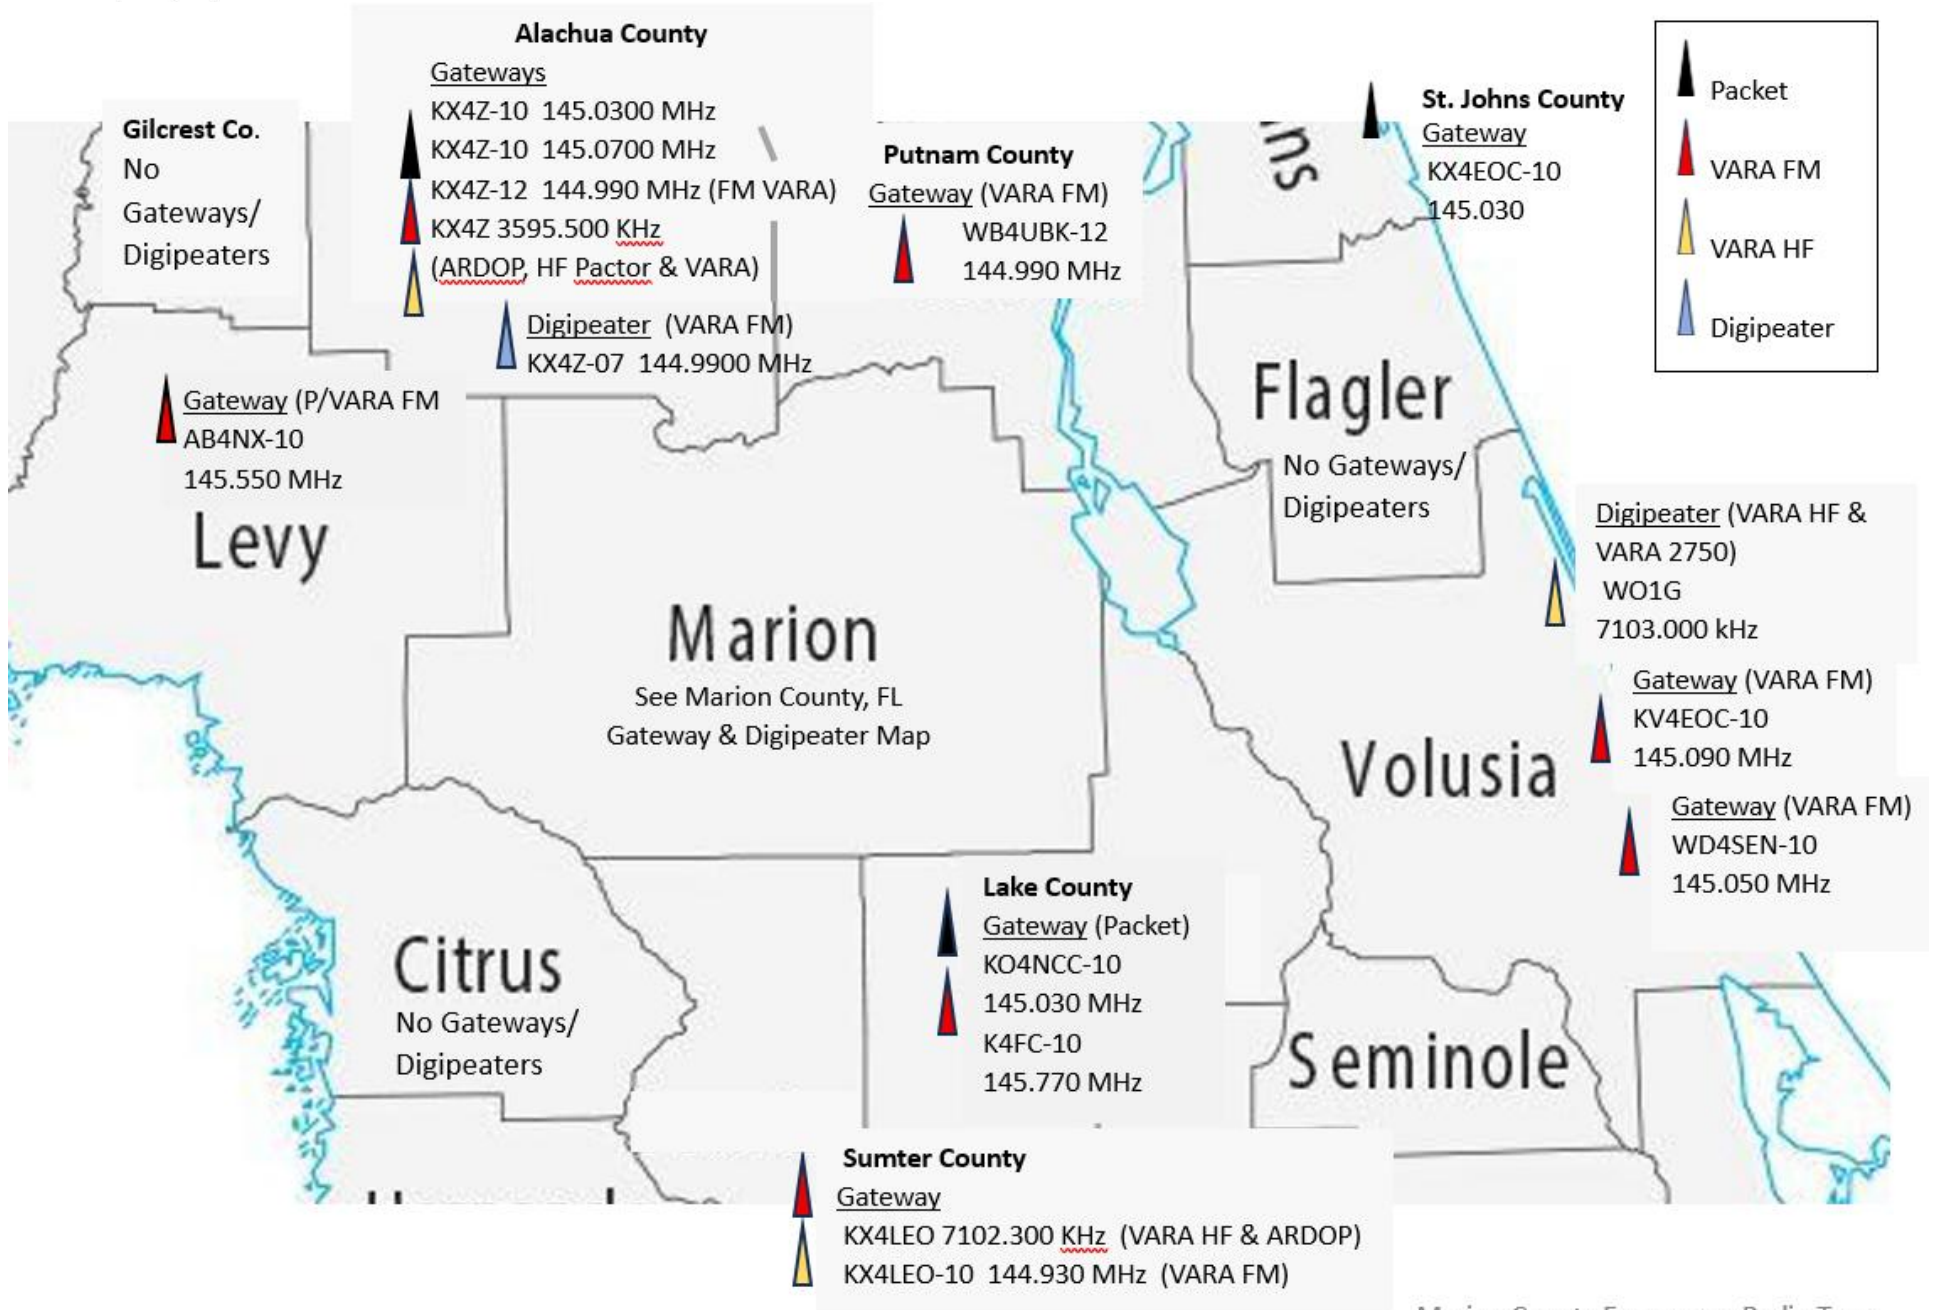 Alachua County
Gateways
KX4Z-10 145.0300 MHz
KX4Z-10 145.0700 MHz
KX4Z-12 144.990 MHz (FM VARA)
KX4Z 3595.500 KHz
(ARDOP, HF Pactor & VARA)
Digipeater (VARA FM)
KX4Z-07 144.9900 MHz
Gilcrest Co.
No
Gateways/
Digipeaters
Putnam County
Gateway (VARA FM)
WB4UBK-12
144.990 MHz
ns
St. Johns County
Gateway
KX4EOC-10
145.030
Packet
VARA FM
VARA HF
Digipeater
Gateway (P/VARA FM
AB4NX-10
145.550 MHz
Levy
Flagler
No Gateways/
Digipeaters
Digipeater (VARA HF &
VARA 2750)
WO1G
7103.000 kHz
Marion
See Marion County, FL
Gateway & Digipeater Map
Gateway (VARA FM)
KV4EOC-10
145.090 MHz
Volusia
Gateway (VARA FM)
WD4SEN-10
145.050 MHz
Citrus
No Gateways/
Digipeaters
Lake County
Gateway (Packet)
KO4NCC-10
145.030 MHz
K4FC-10
145.770 MHz
Seminole
Sumter County
Gateway
KX4LEO 7102.300 KHz (VARA HF & ARDOP)
KX4LEO-10 144.930 MHz (VARA FM)